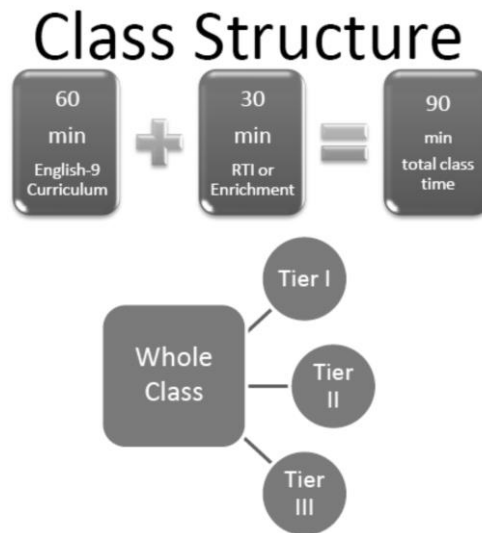 Class Structure
60
min
English-9
Curriculum
30
min
RTI or
Enrichment
90
min
total class
time
Whole
Class
Tier I
Tier
II
Tier
III